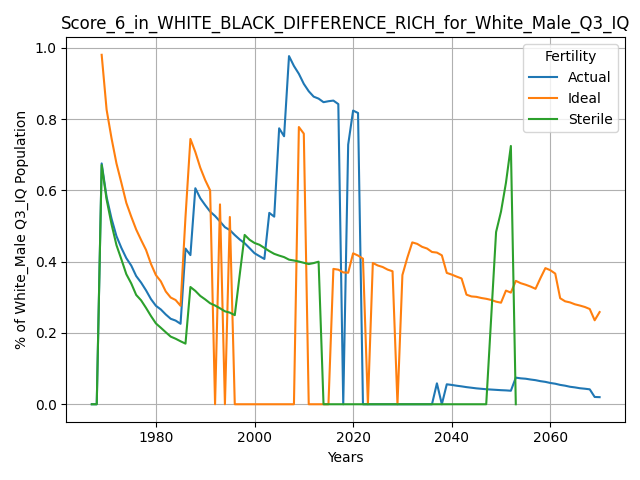 Score_6_in_WHITE_BLACK_DIFFERENCE_RICH_for_White_Male_Q3_IQ
% of White_Male Q3_IQ Population
1.0
0.8
0.6
0.4
0.2
0.0
Fertility
Actual
Ideal
Sterile
1980 2000 2020 2040 2060
Years